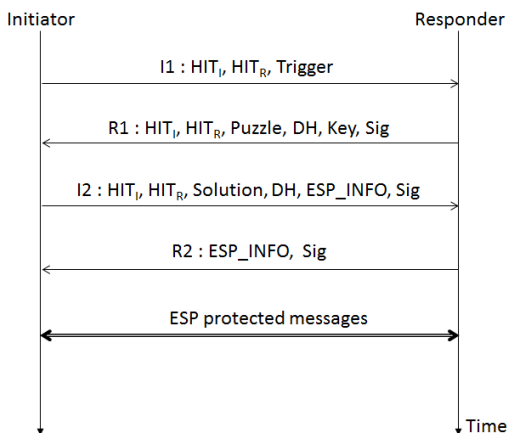 Initiator
Responder
I1 : HIT_I, HIT_R, Trigger
R1 : HIT_I, HIT_R, Puzzle, DH, Key, Sig
I2 : HIT_I, HIT_R, Solution, DH, ESP_INFO, Sig
R2 : ESP_INFO, Sig
ESP protected messages
Time